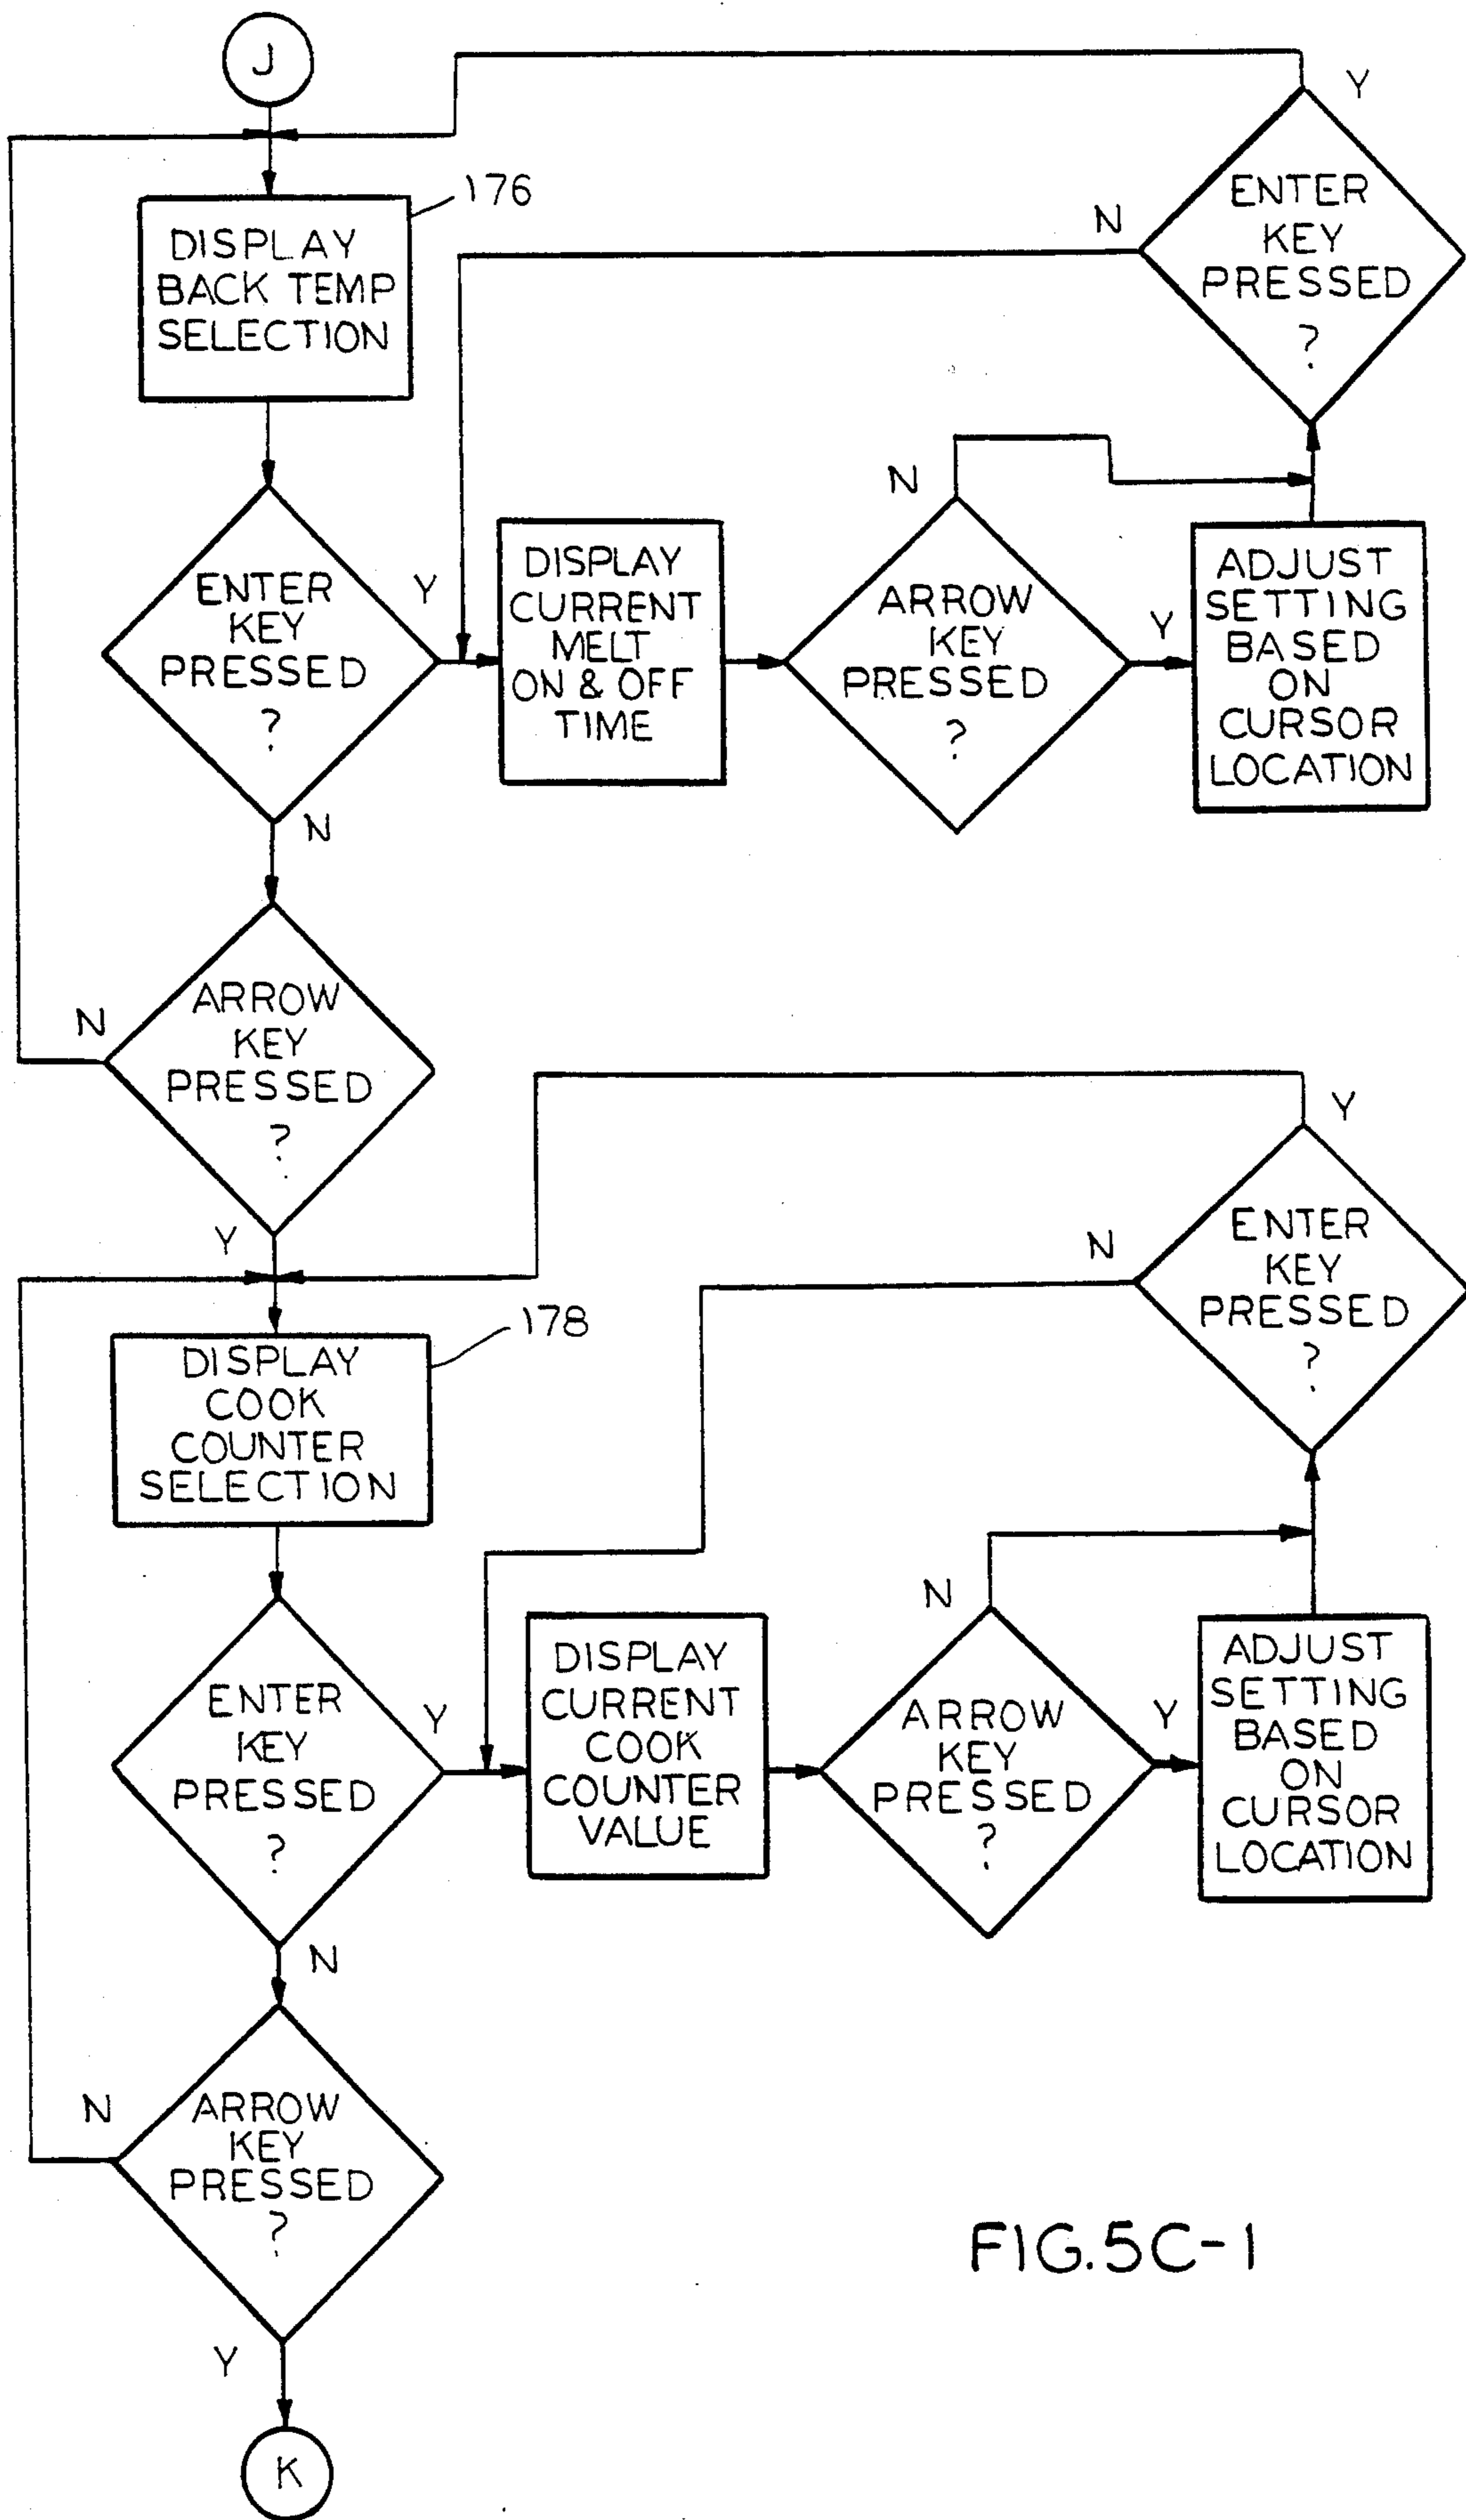 J
Y
176
DISPLAY
BACK TEMP
SELECTION
N
ENTER
KEY
PRESSED
?
N
ENTER
KEY
PRESSED
?
Y
N
DISPLAY
CURRENT
MELT
ON & OFF
TIME
ARROW
KEY
PRESSED
?
Y
ADJUST
SETTING
BASED
ON
CURSOR
LOCATION
N
ARROW
KEY
PRESSED
?
Y
Y
N
ENTER
KEY
PRESSED
?
178
DISPLAY
COOK
COUNTER
SELECTION
ENTER
KEY
PRESSED
?
Y
N
DISPLAY
CURRENT
COOK
COUNTER
VALUE
N
ARROW
KEY
PRESSED
?
Y
ADJUST
SETTING
BASED
ON
CURSOR
LOCATION
N
ARROW
KEY
PRESSED
?
Y
K
FIG.5C-1